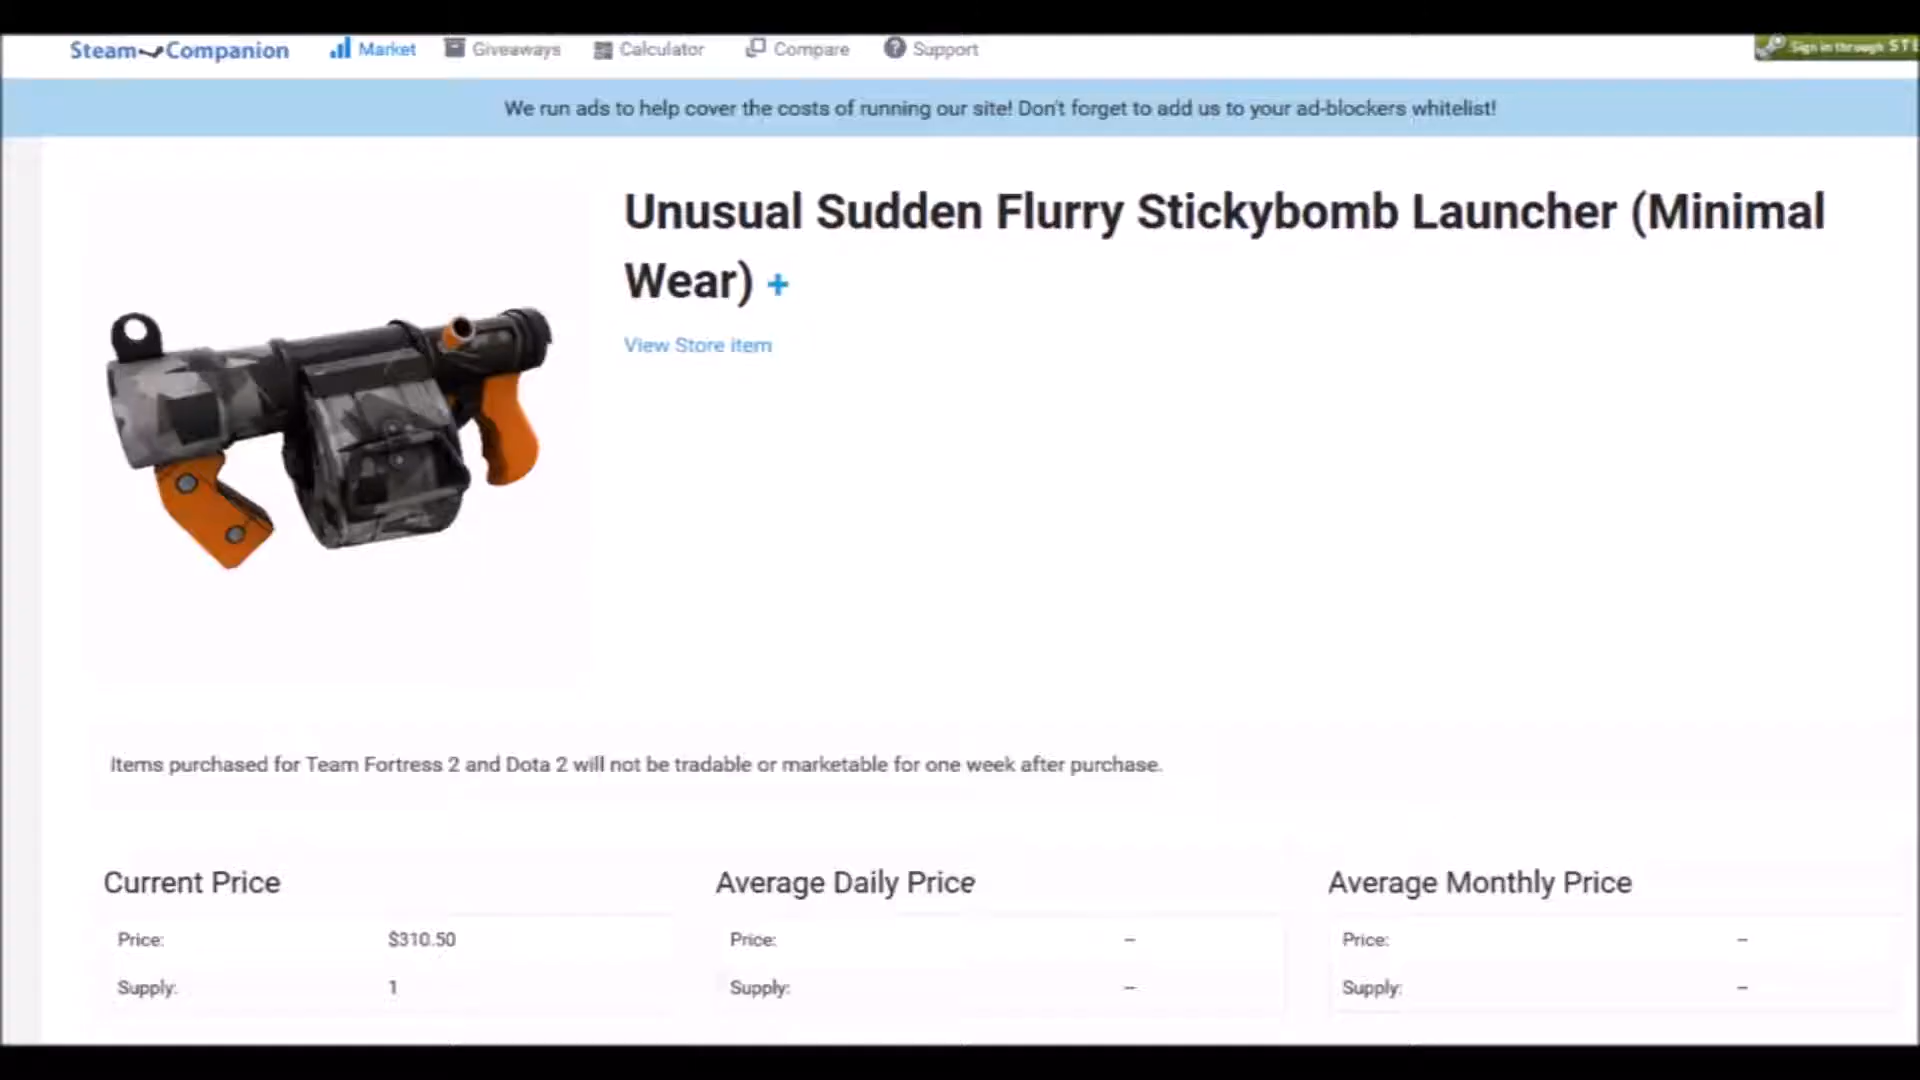 Steam Companion Market Giveaways Calculator Compare Support Sign in through STE
We run ads to help cover the costs of running our site! Don't forget to add us to your ad-blockers whitelist!
Unusual Sudden Flurry Stickybomb Launcher (Minimal
Wear) +
View Store item
Items purchased for Team Fortress 2 and Dota 2 will not be tradable or marketable for one week after purchase.
Current Price Average Daily Price Average Monthly Price
Price: $310.50 Price: – Price: –
Supply: 1 Supply: – Supply: –